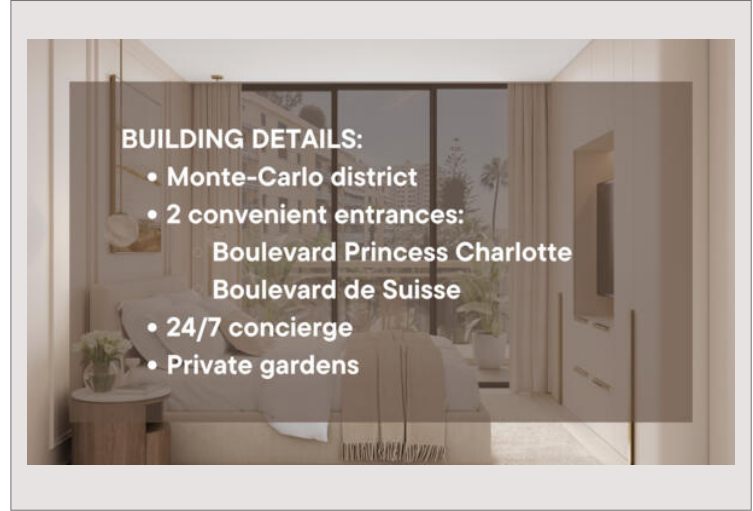 BUILDING DETAILS:
• Monte-Carlo district
• 2 convenient entrances:
◦ Boulevard Princess Charlotte
◦ Boulevard de Suisse
• 24/7 concierge
• Private gardens